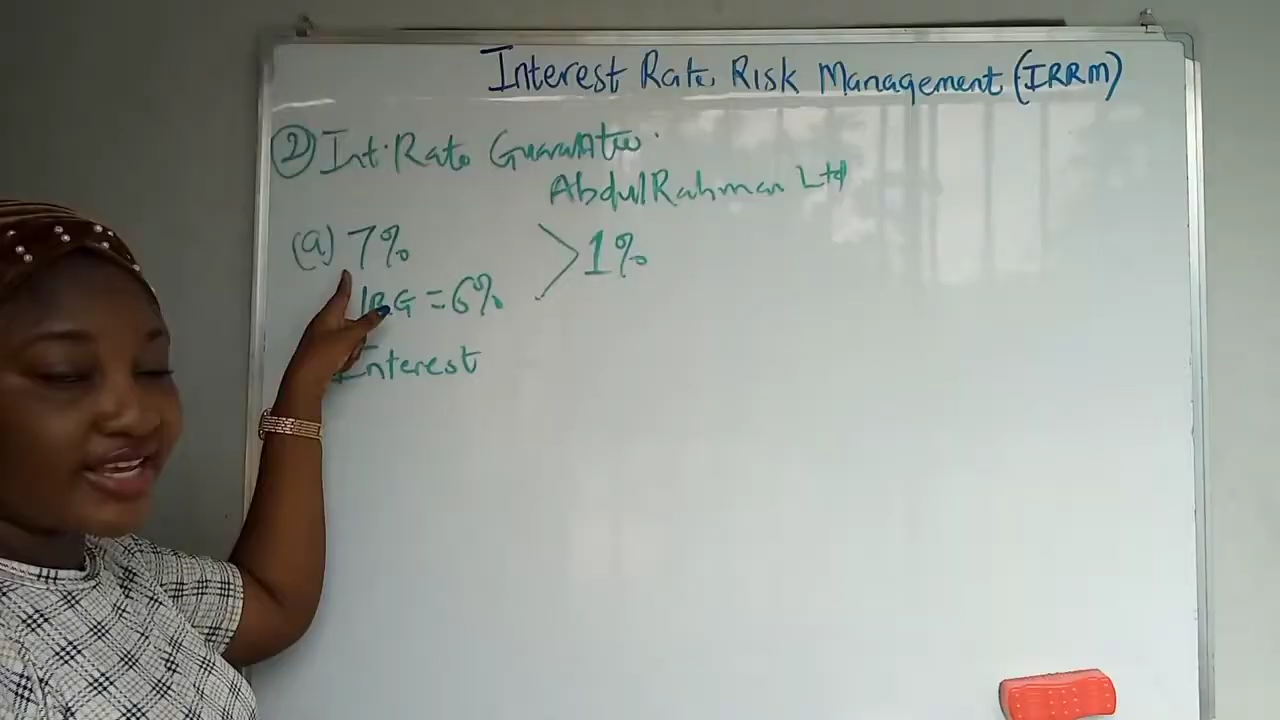 Interest Rate Risk Management (IRRM)
② Int. Rate Guarantee.
AbdulRahman Ltd
(a) 7%
IRG = 6%
> 1%
Interest